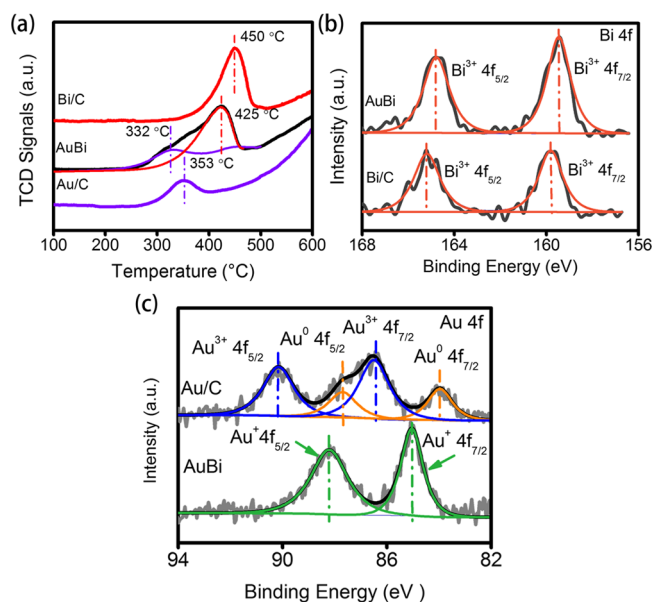 (a)
450 °C
Bi/C
332 °C
425 °C
AuBi
353 °C
Au/C
TCD Signals (a.u.)
100 200 300 400 500 600
Temperature (°C)
(b)
Bi 4f
Bi³⁺ 4f₅/₂
Bi³⁺ 4f₇/₂
AuBi
Bi³⁺ 4f₅/₂
Bi³⁺ 4f₇/₂
Bi/C
Intensity (a.u.)
168 164 160 156
Binding Energy (eV)
(c)
Au³⁺ 4f₅/₂
Au⁰ 4f₅/₂
Au³⁺ 4f₇/₂
Au 4f
Au⁰ 4f₇/₂
Au/C
Au⁺4f₅/₂
Au⁺ 4f₇/₂
AuBi
Intensity (a.u.)
94 90 86 82
Binding Energy (eV )